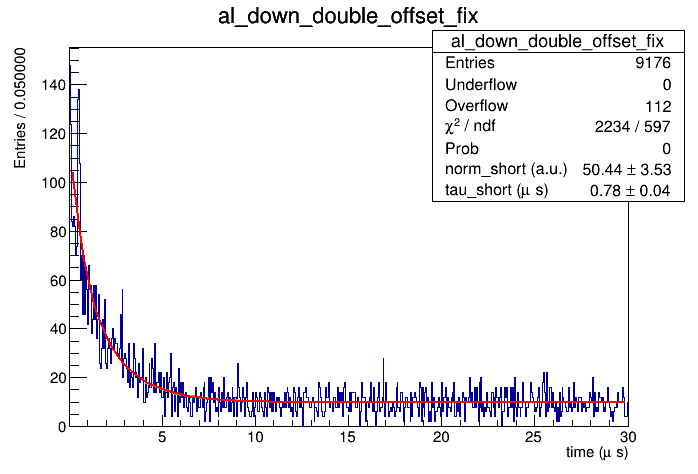 al_down_double_offset_fix
al_down_double_offset_fix
Entries 9176
Underflow 0
Overflow 112
χ² / ndf 2234 / 597
Prob 0
norm_short (a.u.) 50.44 ± 3.53
tau_short (μ s) 0.78 ± 0.04
Entries / 0.050000
140
120
100
80
60
40
20
0
5 10 15 20 25 30
time (μ s)